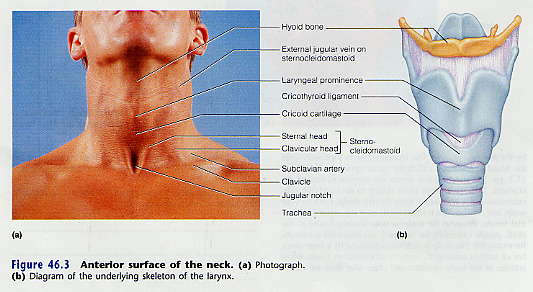 Hyoid bone
External jugular vein on
sternocleidomastoid
Laryngeal prominence
Cricothyroid ligament
Cricoid cartilage
Sternal head
Clavicular head
Sterno-
cleidomastoid
Subclavian artery
Clavicle
Jugular notch
Trachea
(a)
(b)
Figure 46.3 Anterior surface of the neck. (a) Photograph.
(b) Diagram of the underlying skeleton of the larynx.